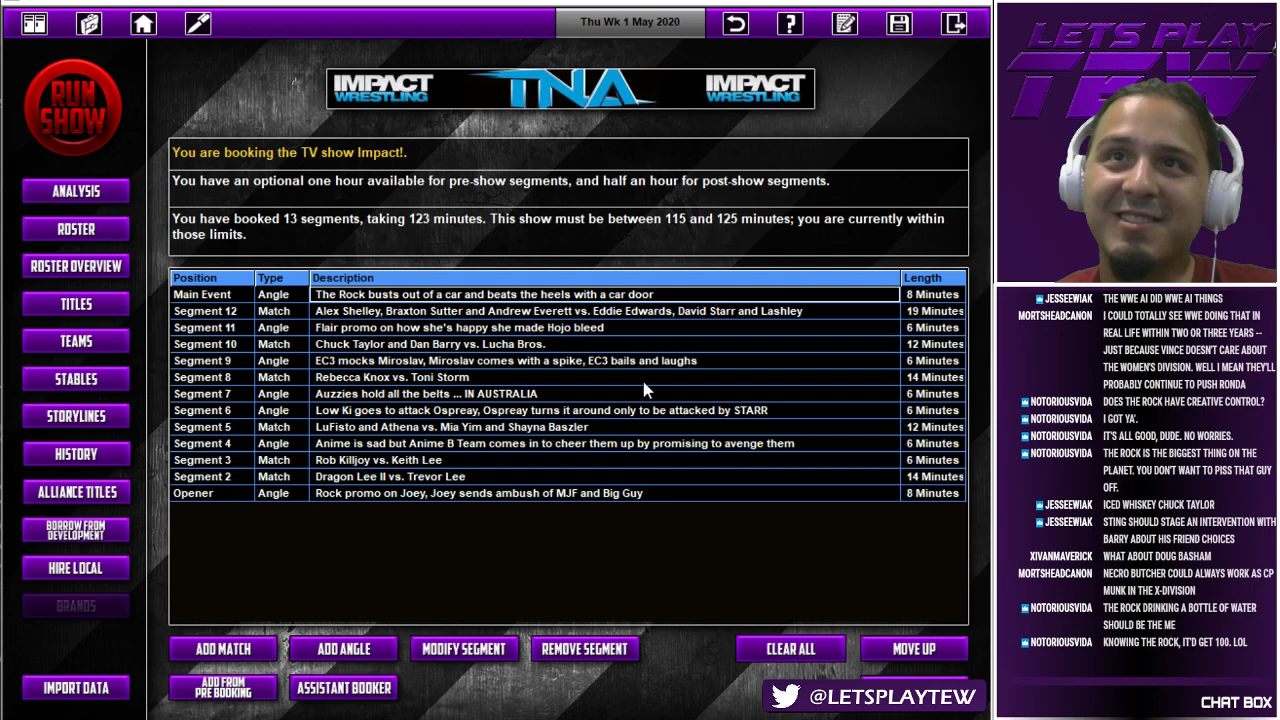 Thu Wk 1 May 2020
LETS PLAY
TEW
RUN
SHOW
IMPACT
WRESTLING
TNA
IMPACT
WRESTLING
You are booking the TV show Impact!.
You have an optional one hour available for pre-show segments, and half an hour for post-show segments.
You have booked 13 segments, taking 123 minutes. This show must be between 115 and 125 minutes; you are currently within
those limits.
ANALYSIS
ROSTER
ROSTER OVERVIEW
TITLES
TEAMS
STABLES
STORYLINES
HISTORY
ALLIANCE TITLES
BORROW FROM
DEVELOPMENT
HIRE LOCAL
BRANDS
IMPORT DATA
Position Type Description Length
Main Event Angle The Rock busts out of a car and beats the heels with a car door 8 Minutes
Segment 12 Match Alex Shelley, Braxton Sutter and Andrew Everett vs. Eddie Edwards, David Starr and Lashley 19 Minutes
Segment 11 Angle Flair promo on how she's happy she made Hojo bleed 6 Minutes
Segment 10 Match Chuck Taylor and Dan Barry vs. Lucha Bros. 12 Minutes
Segment 9 Angle EC3 mocks Miroslav, Miroslav comes with a spike, EC3 bails and laughs 6 Minutes
Segment 8 Match Rebecca Knox vs. Toni Storm 14 Minutes
Segment 7 Angle Auzzies hold all the belts ... IN AUSTRALIA 6 Minutes
Segment 6 Angle Low Ki goes to attack Ospreay, Ospreay turns it around only to be attacked by STARR 6 Minutes
Segment 5 Match LuFisto and Athena vs. Mia Yim and Shayna Baszler 12 Minutes
Segment 4 Angle Anime is sad but Anime B Team comes in to cheer them up by promising to avenge them 6 Minutes
Segment 3 Match Rob Killjoy vs. Keith Lee 6 Minutes
Segment 2 Match Dragon Lee II vs. Trevor Lee 14 Minutes
Opener Angle Rock promo on Joey, Joey sends ambush of MJF and Big Guy 8 Minutes
ADD MATCH
ADD ANGLE
MODIFY SEGMENT
REMOVE SEGMENT
CLEAR ALL
MOVE UP
ADD FROM
PRE BOOKING
ASSISTANT BOOKER
@LETSPLAYTEW
JESSEEWIAK THE WWE AI DID WWE AI THINGS
MORTSHEADCANON I COULD TOTALLY SEE WWE DOING THAT IN
REAL LIFE WITHIN TWO OR THREE YEARS --
JUST BECAUSE VINCE DOESN'T CARE ABOUT
THE WOMEN'S DIVISION. WELL I MEAN THEY'LL
PROBABLY CONTINUE TO PUSH RONDA
NOTORIOUSVIDA DOES THE ROCK HAVE CREATIVE CONTROL?
NOTORIOUSVIDA I GOT YA'.
NOTORIOUSVIDA IT'S ALL GOOD, DUDE. NO WORRIES.
NOTORIOUSVIDA THE ROCK IS THE BIGGEST THING ON THE
PLANET. YOU DON'T WANT TO PISS THAT GUY
OFF.
JESSEEWIAK ICED WHISKEY CHUCK TAYLOR
JESSEEWIAK STING SHOULD STAGE AN INTERVENTION WITH
BARRY ABOUT HIS FRIEND CHOICES
XIVANMAVERICK WHAT ABOUT DOUG BASHAM
MORTSHEADCANON NECRO BUTCHER COULD ALWAYS WORK AS CP
MUNK IN THE X-DIVISION
NOTORIOUSVIDA THE ROCK DRINKING A BOTTLE OF WATER
SHOULD BE THE ME
NOTORIOUSVIDA KNOWING THE ROCK, IT'D GET 100. LOL
CHAT BOX